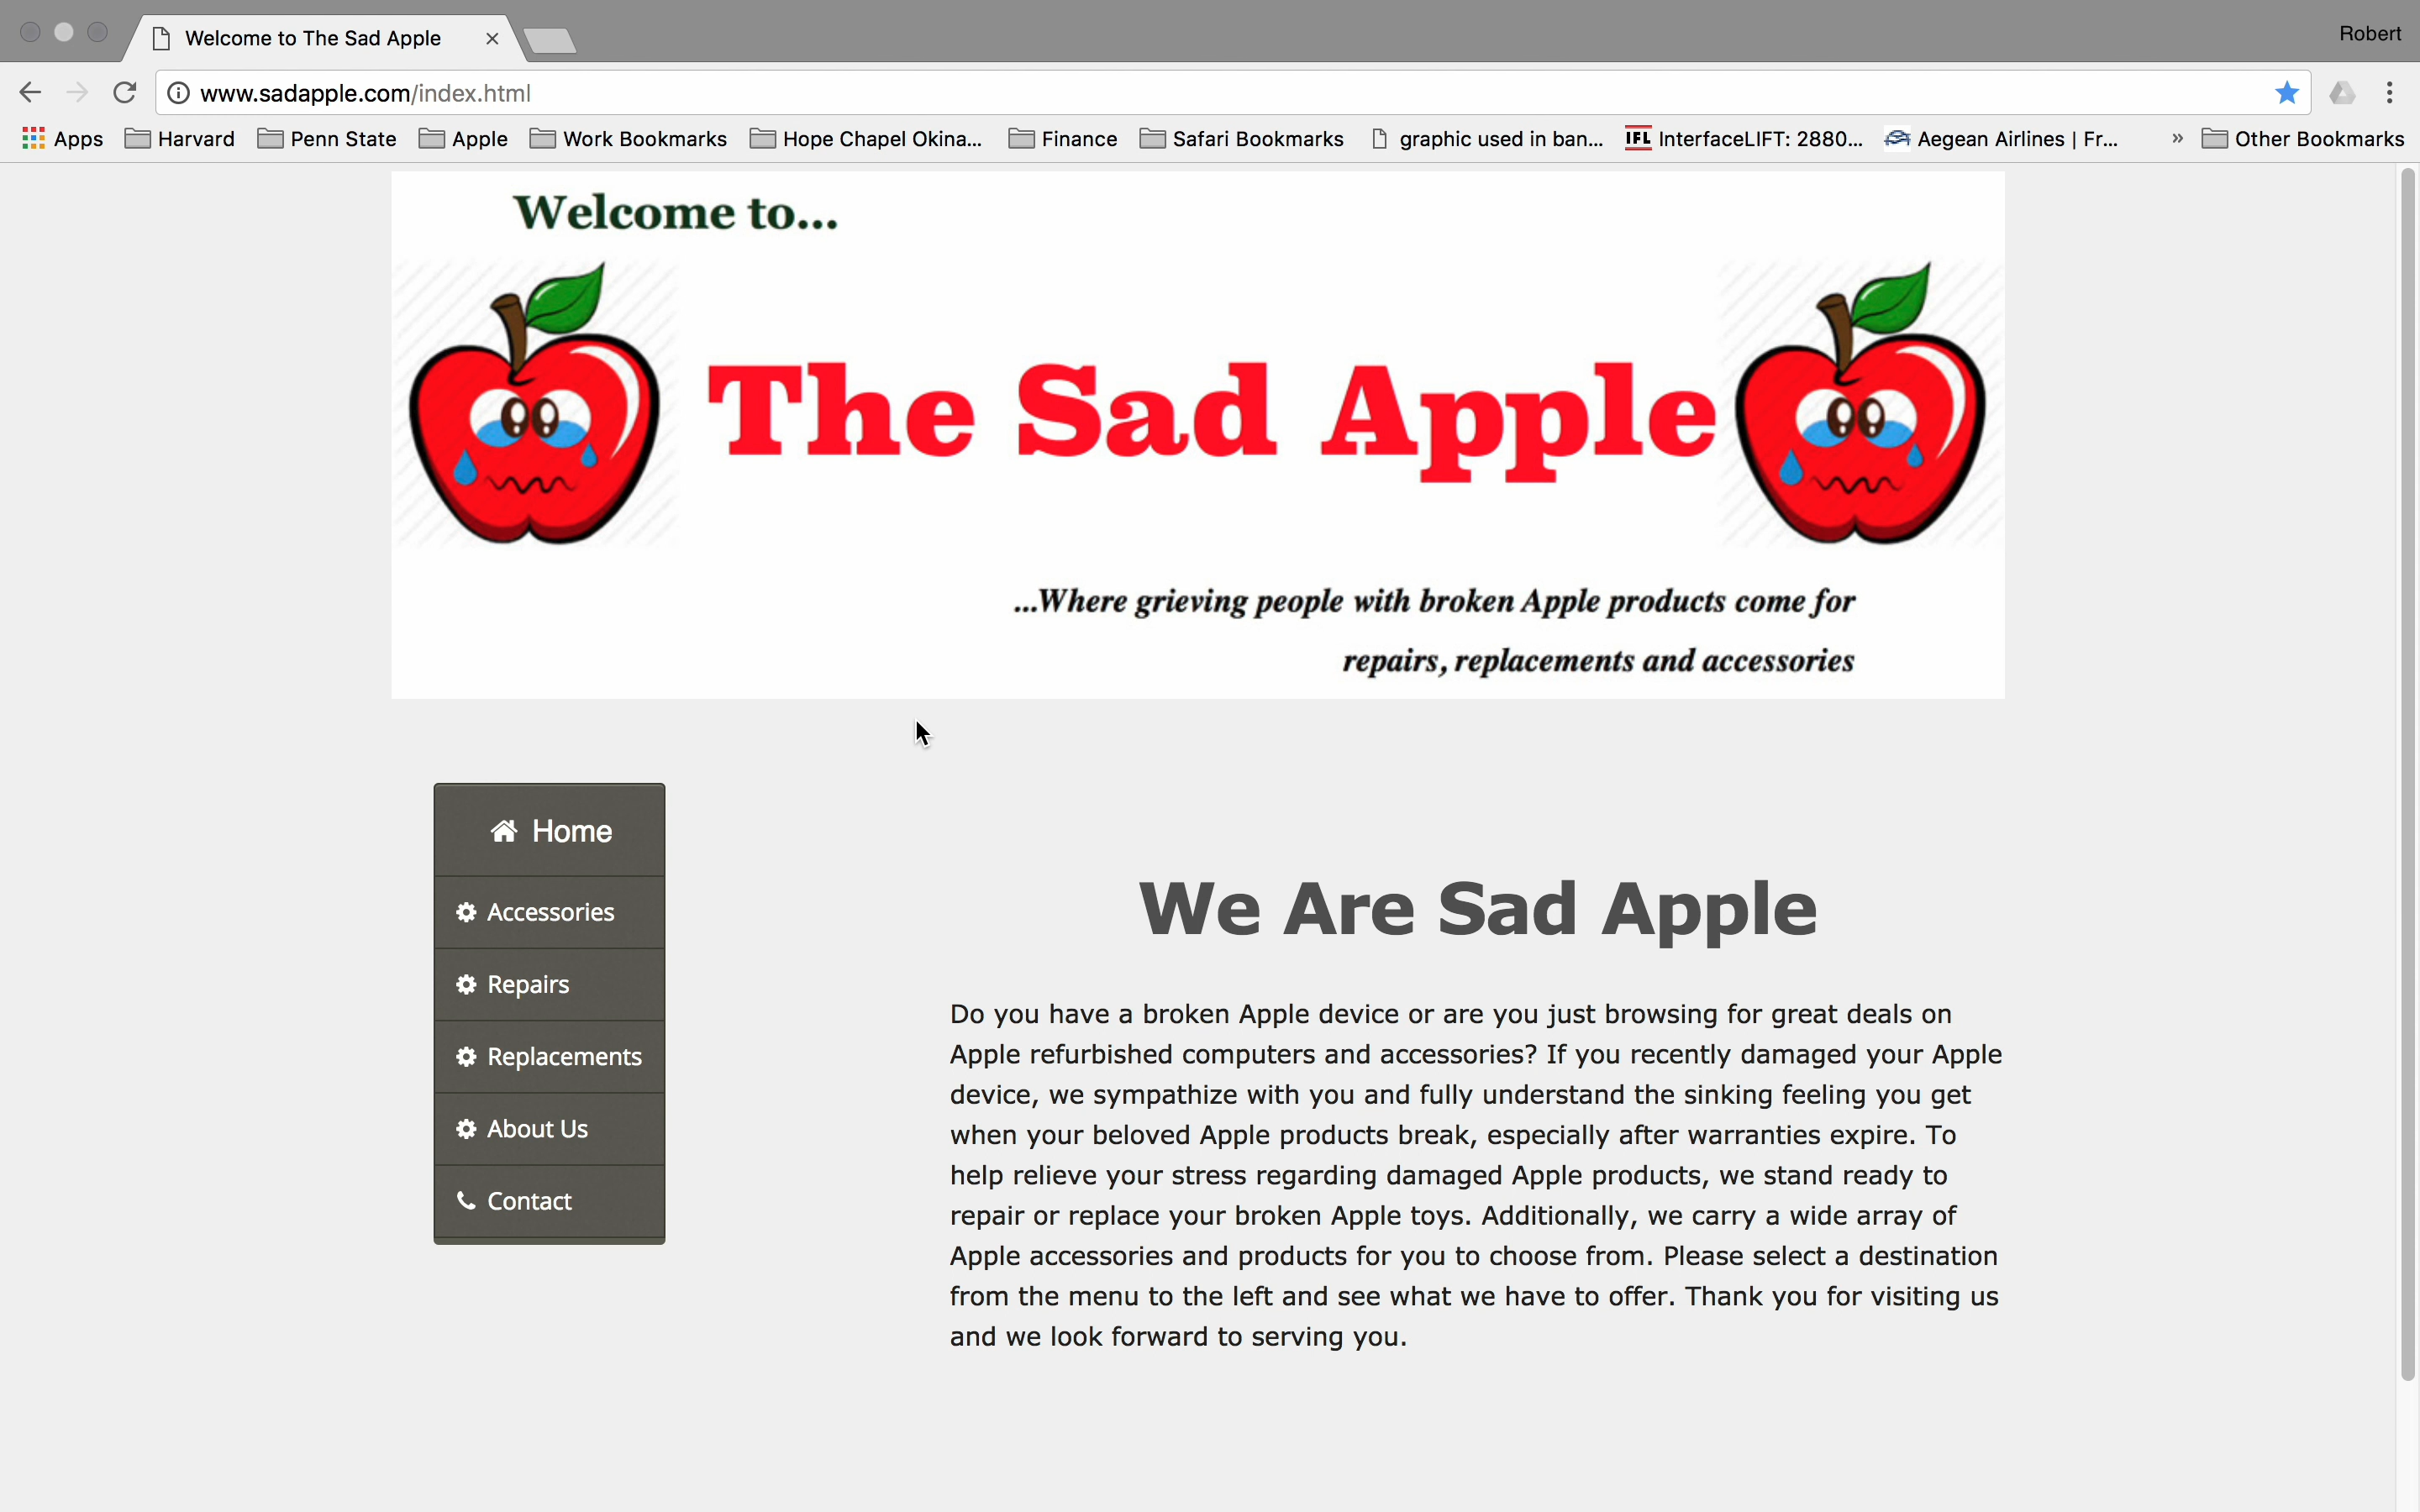 Welcome to The Sad Apple
Robert
www.sadapple.com/index.html
Apps Harvard Penn State Apple Work Bookmarks Hope Chapel Okina... Finance Safari Bookmarks graphic used in ban... IFL InterfaceLIFT: 2880... Aegean Airlines | Fr... » Other Bookmarks
Welcome to...
The Sad Apple
...Where grieving people with broken Apple products come for
repairs, replacements and accessories
Home
Accessories
Repairs
Replacements
About Us
Contact
We Are Sad Apple
Do you have a broken Apple device or are you just browsing for great deals on
Apple refurbished computers and accessories? If you recently damaged your Apple
device, we sympathize with you and fully understand the sinking feeling you get
when your beloved Apple products break, especially after warranties expire. To
help relieve your stress regarding damaged Apple products, we stand ready to
repair or replace your broken Apple toys. Additionally, we carry a wide array of
Apple accessories and products for you to choose from. Please select a destination
from the menu to the left and see what we have to offer. Thank you for visiting us
and we look forward to serving you.